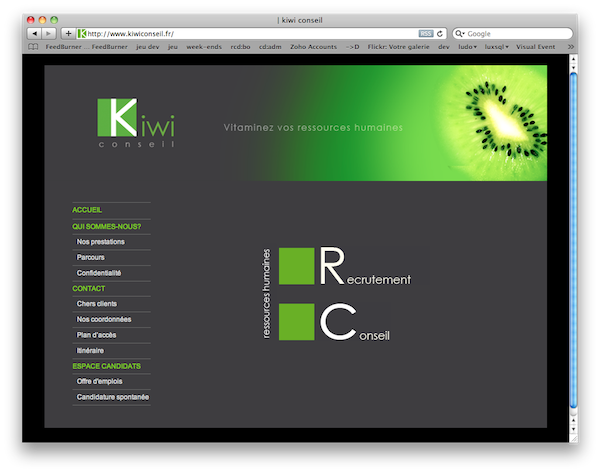 | kiwi conseil
http://www.kiwiconseil.fr/
RSS
Google
FeedBurner . . FeedBurner jeu dev jeu week-ends rcd:bo cd:adm Zoho Accounts ->D Flickr: Votre galerie dev ludo luxsql Visual Event
Kiwi
conseil
Vitaminez vos ressources humaines
ACCUEIL
QUI SOMMES-NOUS?
Nos prestations
Parcours
Confidentialité
CONTACT
Chers clients
Nos coordonnées
Plan d'accès
Itinéraire
ESPACE CANDIDATS
Offre d'emplois
Candidature spontanée
ressources humaines
Recrutement
Conseil